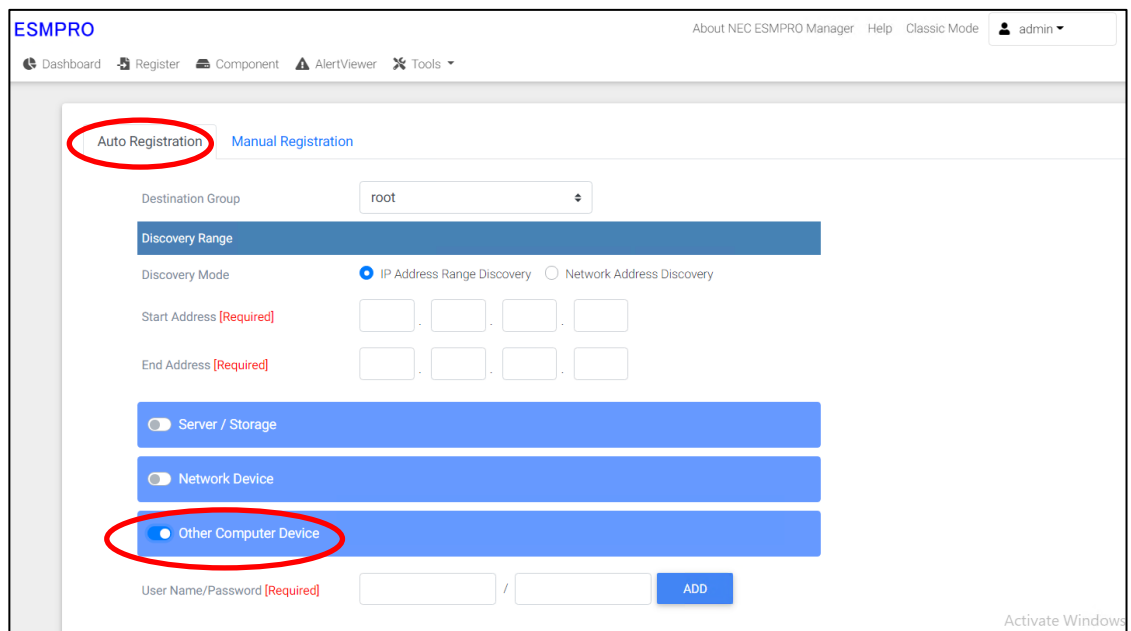 ESMPRO
About NEC ESMPRO Manager Help Classic Mode admin
Dashboard Register Component AlertViewer Tools
Auto Registration Manual Registration
Destination Group root
Discovery Range
Discovery Mode IP Address Range Discovery Network Address Discovery
Start Address [Required] . . .
End Address [Required] . . .
Server / Storage
Network Device
Other Computer Device
User Name/Password [Required] / ADD
Activate Windows